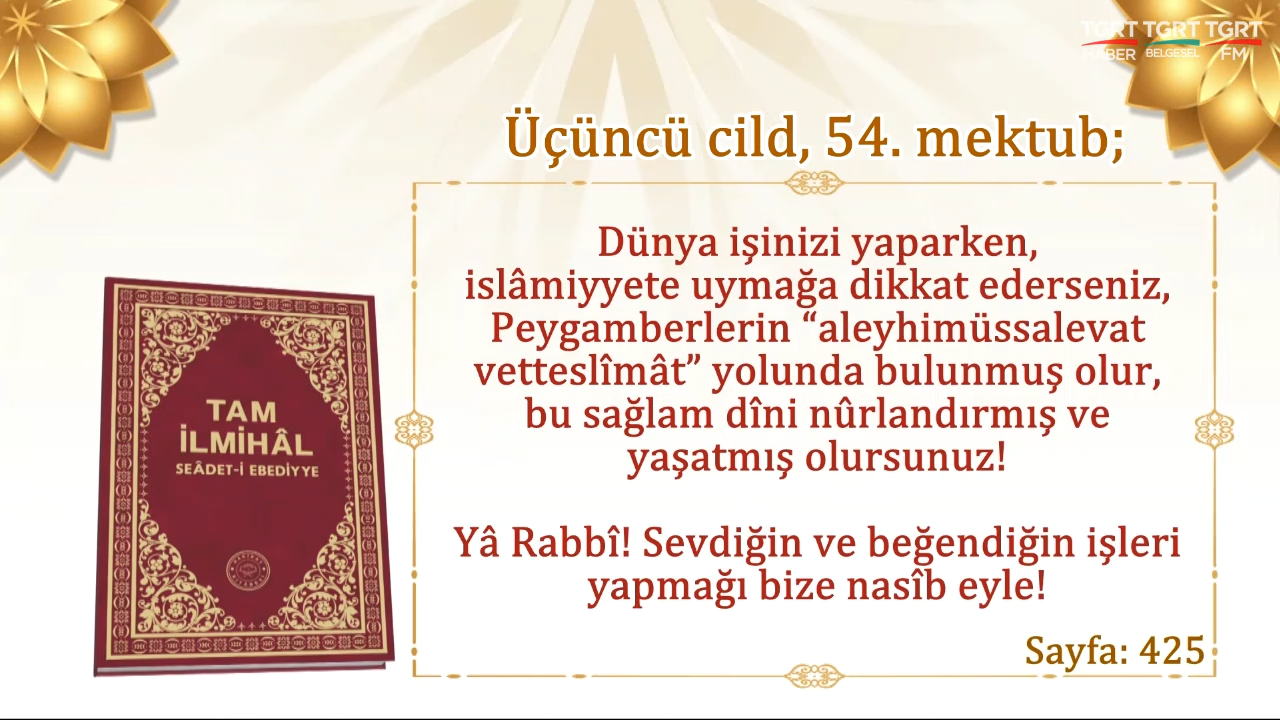 TGRT HABER TGRT BELGESEL TGRT FM
Üçüncü cild, 54. mektub;
Dünya işinizi yaparken,
islâmiyyete uymağa dikkat ederseniz,
Peygamberlerin “aleyhimüssalevat
vetteslîmât” yolunda bulunmuş olur,
bu sağlam dîni nûrlandırmış ve
yaşatmış olursunuz!
Yâ Rabbî! Sevdiğin ve beğendiğin işleri
yapmağı bize nasîb eyle!
Sayfa: 425
TAM
İLMİHÂL
SEÂDET-İ EBEDİYYE